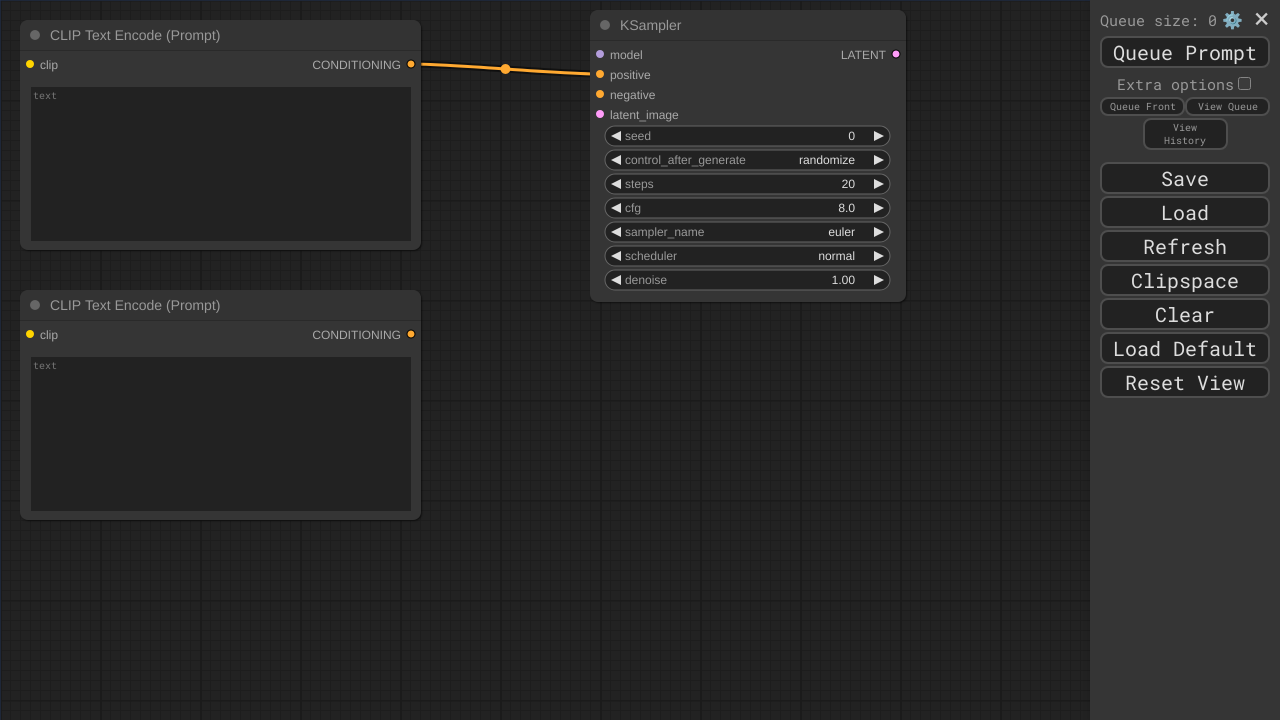 CLIP Text Encode (Prompt)
clip
CONDITIONING
text
CLIP Text Encode (Prompt)
clip
CONDITIONING
text
KSampler
model
LATENT
positive
negative
latent_image
seed 0
control_after_generate randomize
steps 20
cfg 8.0
sampler_name euler
scheduler normal
denoise 1.00
Queue size: 0
Queue Prompt
Extra options
Queue Front
View Queue
View
History
Save
Load
Refresh
Clipspace
Clear
Load Default
Reset View